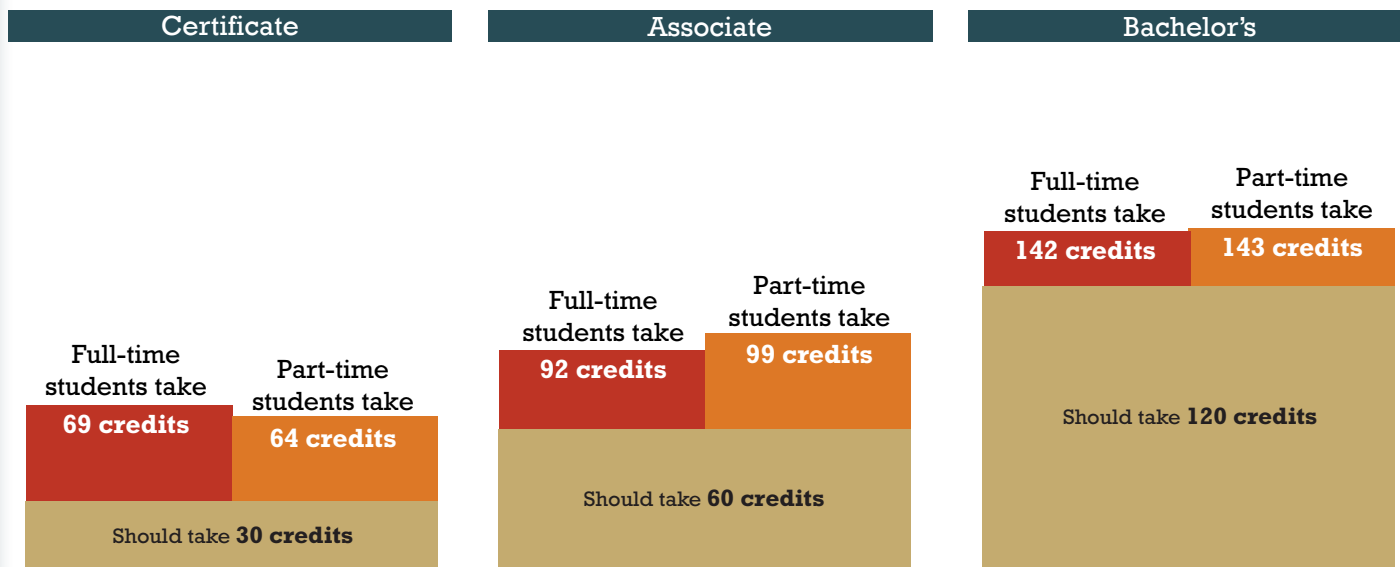 Certificate
Full-time
students take
69 credits
Part-time
students take
64 credits
Should take 30 credits
Associate
Full-time
students take
92 credits
Part-time
students take
99 credits
Should take 60 credits
Bachelor's
Full-time
students take
142 credits
Part-time
students take
143 credits
Should take 120 credits